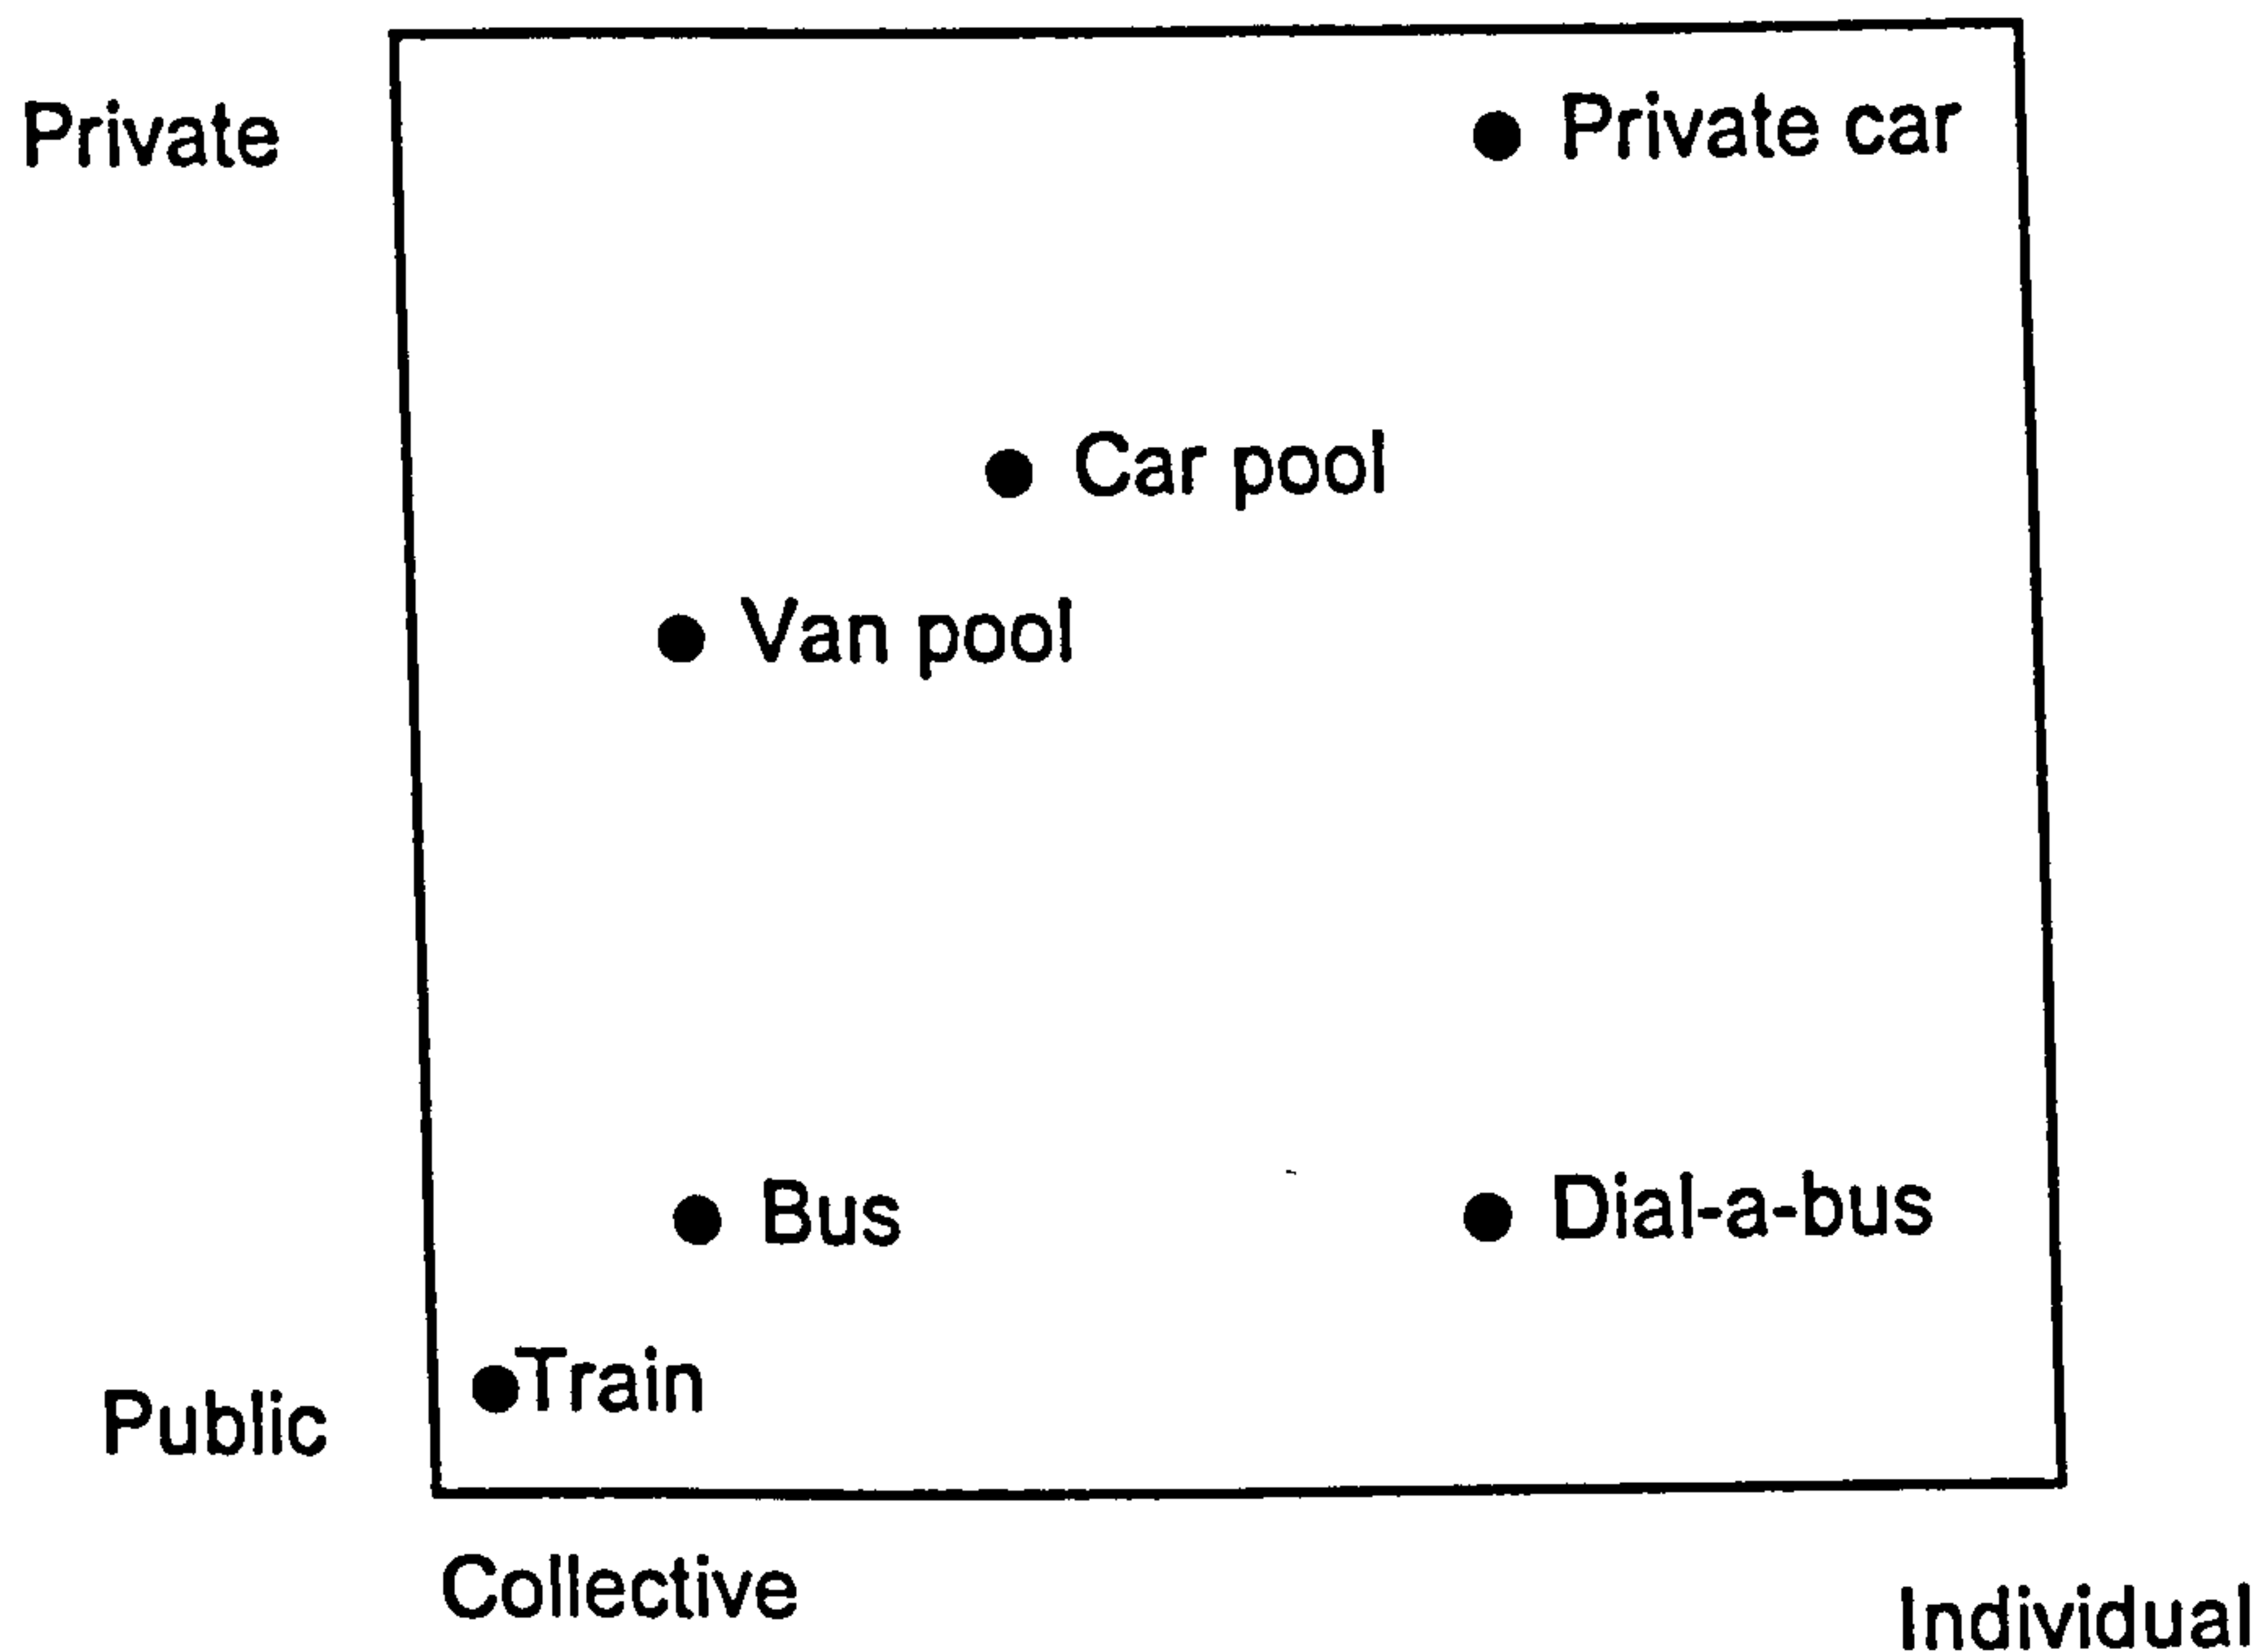 Private
Private car
Car pool
Van pool
Bus
Dial-a-bus
Train
Public
Collective
Individual